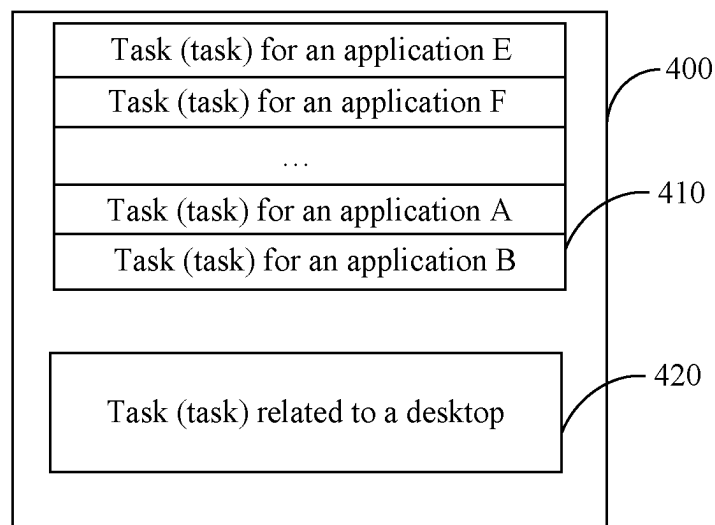 Task (task) for an application E
400
Task (task) for an application F
…
Task (task) for an application A
410
Task (task) for an application B
420
Task (task) related to a desktop